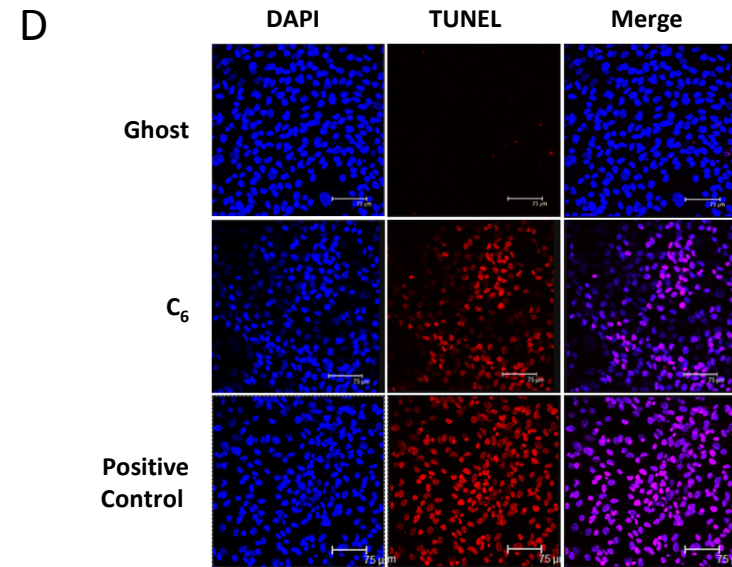 D
DAPI TUNEL Merge
Ghost
75 µm 75 µm 75 µm
C6
75 µm 75 µm 75 µm
Positive
Control
75 µm 75 µm 75 µm